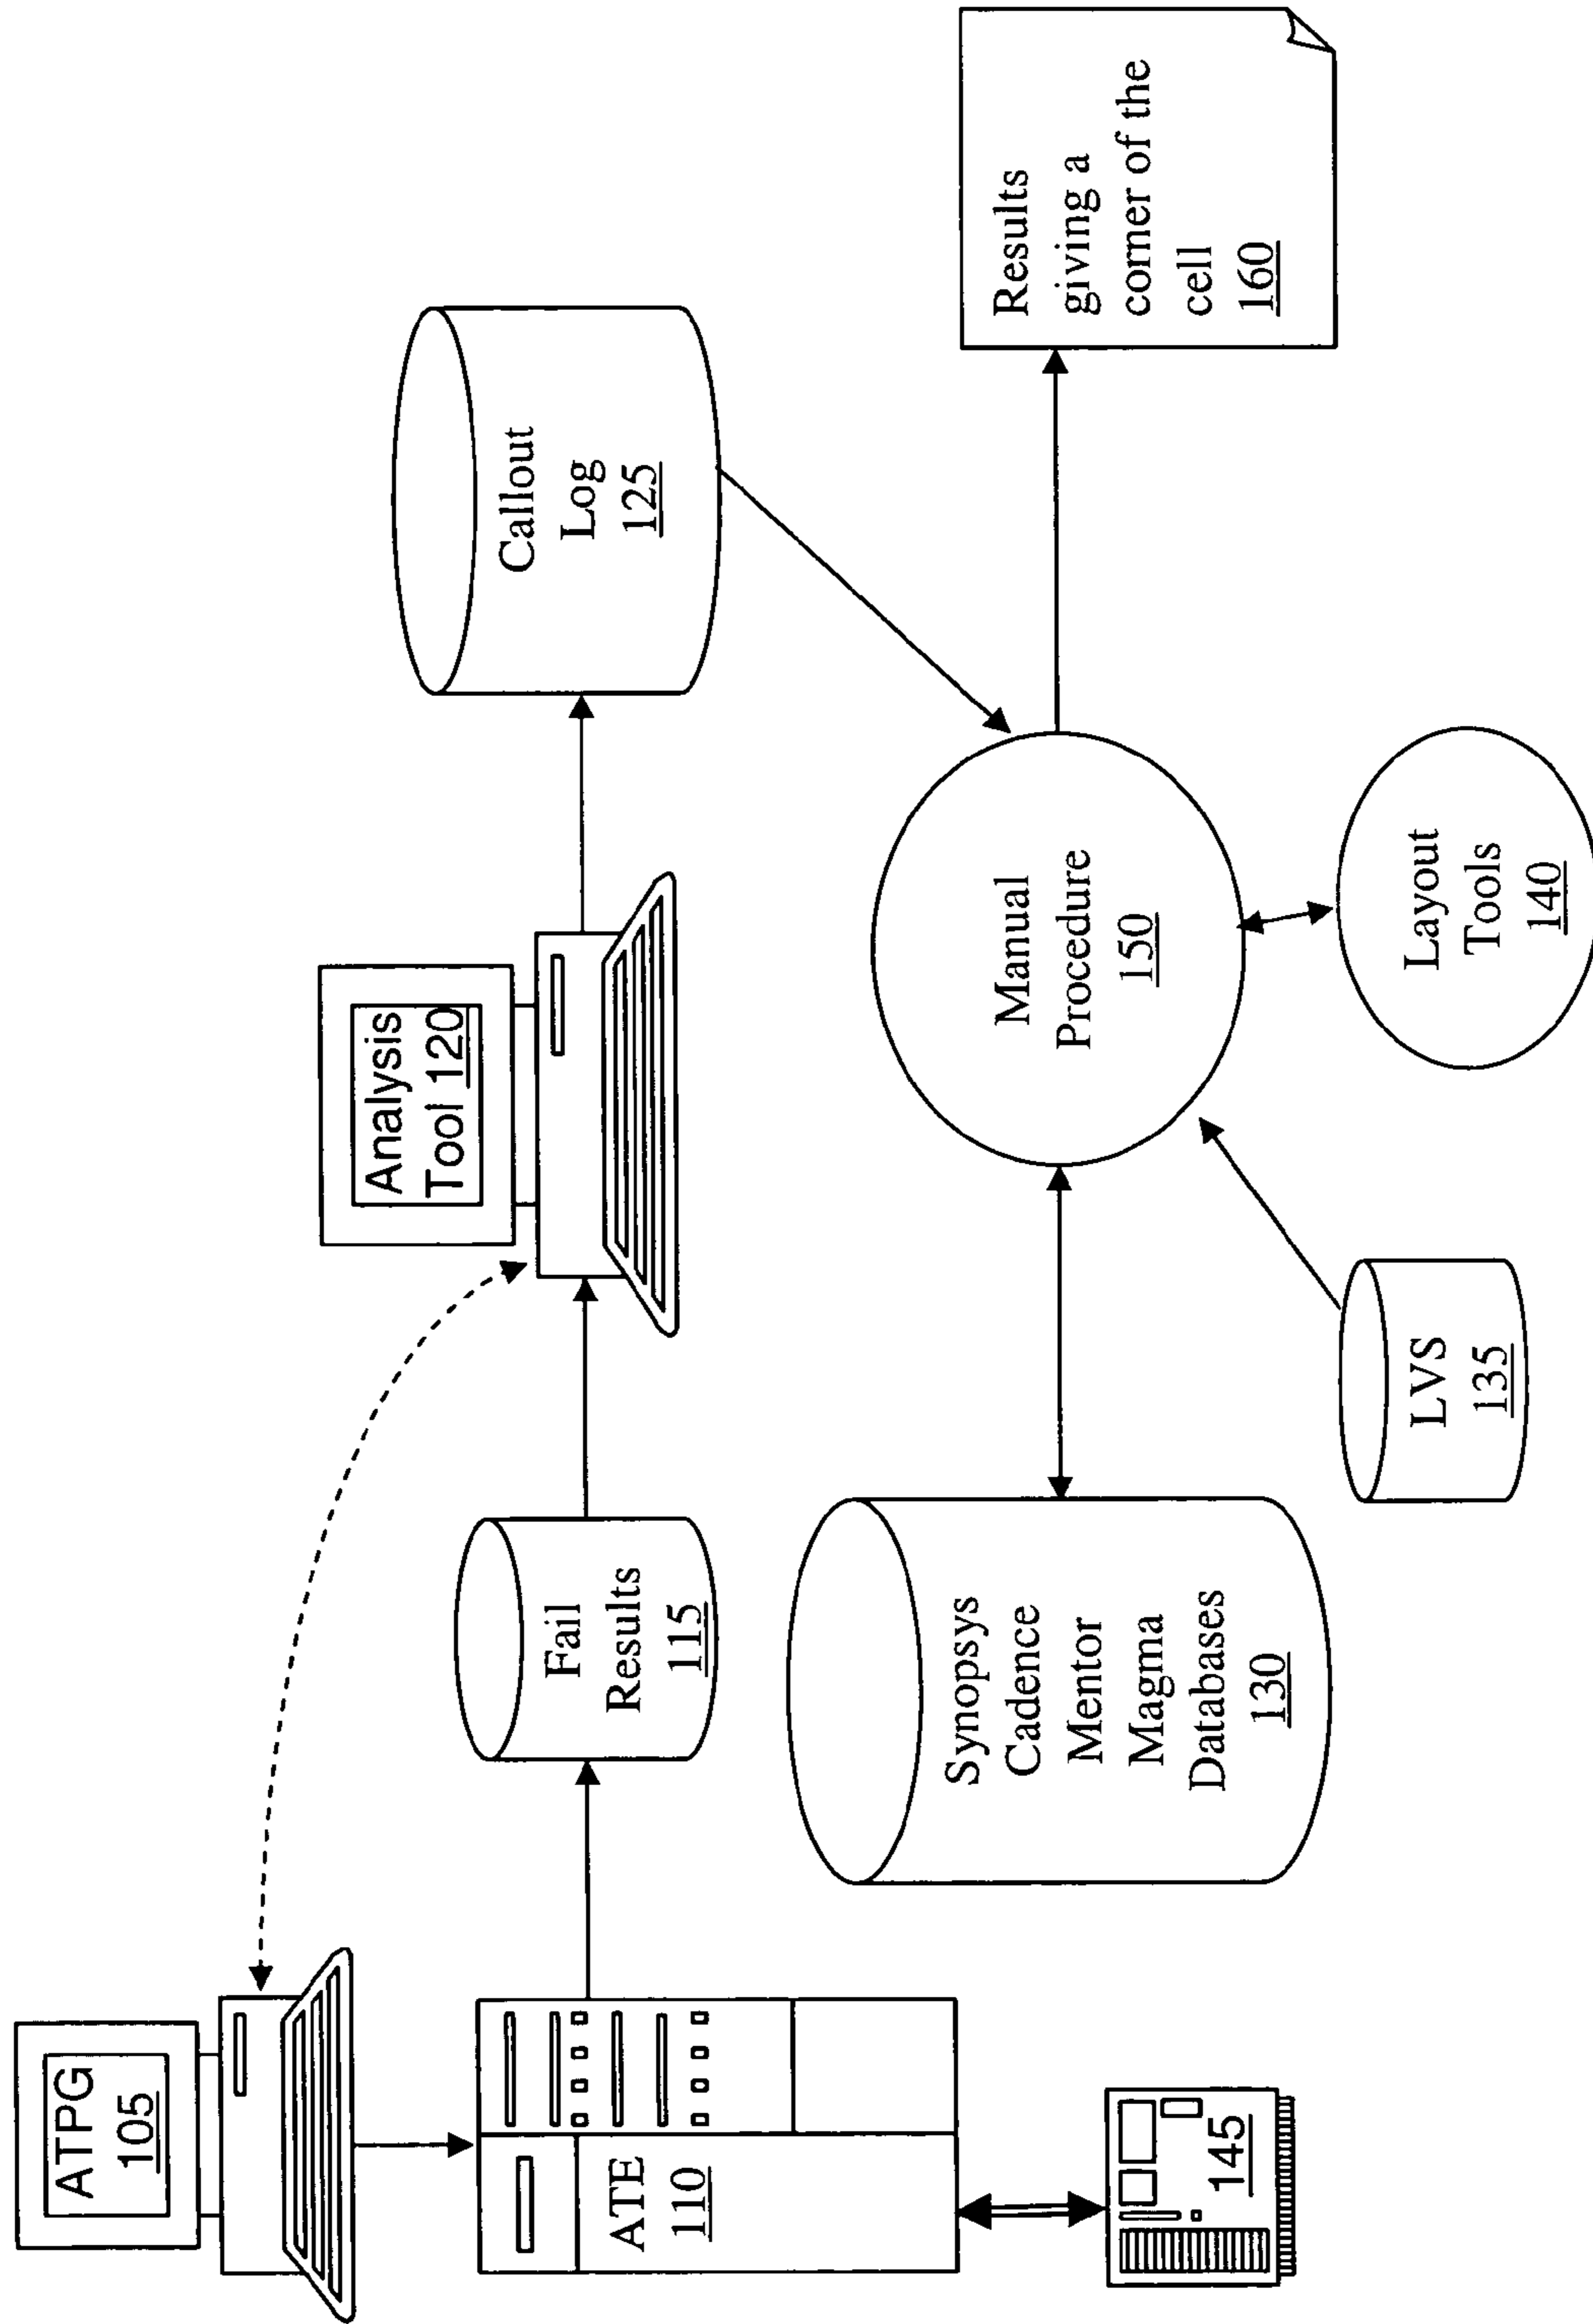 ATPG
105
ATE
110
145
Fail
Results
115
Analysis
Tool 120
Callout
Log
125
Synopsys
Cadence
Mentor
Magma
Databases
130
LVS
135
Manual
Procedure
150
Layout
Tools
140
Results
giving a
corner of the
cell
160